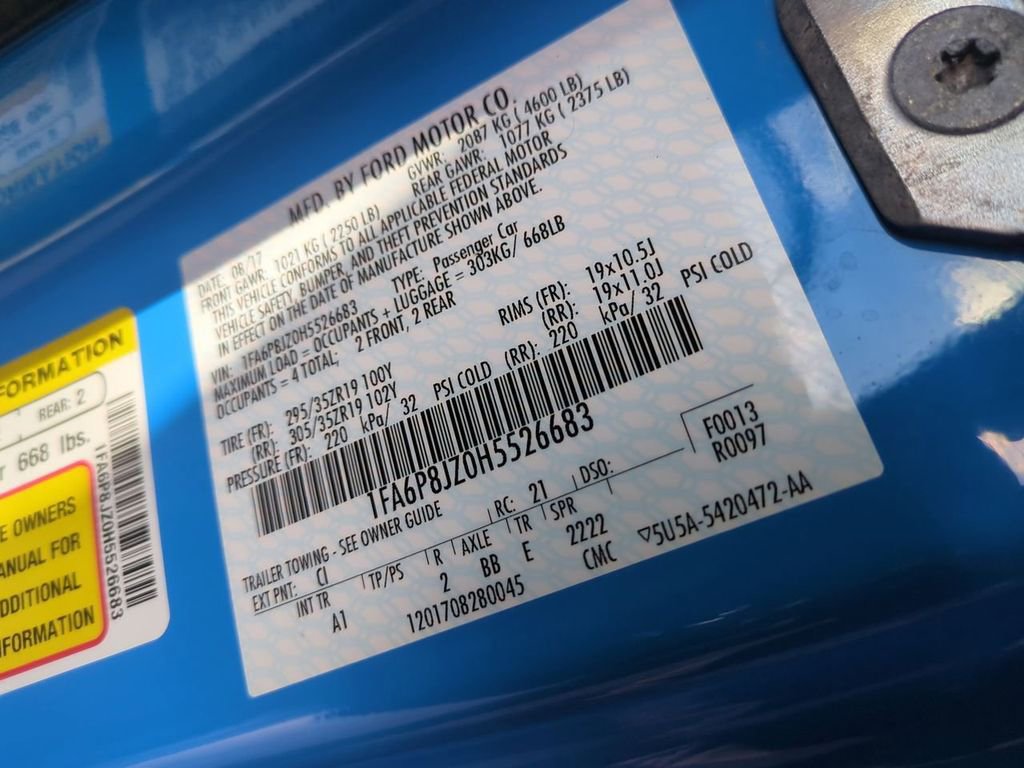 MFD. BY FORD MOTOR CO.
DATE: 08/17 GVWR: 2087 KG ( 4600 LB)
FRONT GAWR: 1021 KG ( 2250 LB) REAR GAWR: 1077 KG ( 2375 LB)
THIS VEHICLE CONFORMS TO ALL APPLICABLE FEDERAL MOTOR
VEHICLE SAFETY, BUMPER, AND THEFT PREVENTION STANDARDS
IN EFFECT ON THE DATE OF MANUFACTURE SHOWN ABOVE.
VIN: 1FA6P8JZ0H5526683 TYPE: Passenger Car
MAXIMUM LOAD = OCCUPANTS + LUGGAGE = 303KG/ 668LB
OCCUPANTS = 4 TOTAL; 2 FRONT, 2 REAR
TIRE (FR): 295/35ZR19 100Y RIMS (FR): 19x10.5J
(RR): 305/35ZR19 102Y (RR): 19x11.0J
PRESSURE (FR): 220 kPa/ 32 PSI COLD (RR): 220 kPa/ 32 PSI COLD
1FA6P8JZ0H5526683
TRAILER TOWING - SEE OWNER GUIDE
F0013
R0097
EXT PNT: CI RC: 21 DSO:
INT TR TP/PS R AXLE TR SPR
A1 2 BB E 2222
1201708280045 CMC
5U5A-5420472-AA
FORMATION
REAR: 2
668 lbs.
E OWNERS
ANUAL FOR
DDITIONAL
NFORMATION
1FA6P8JZ0H5526683